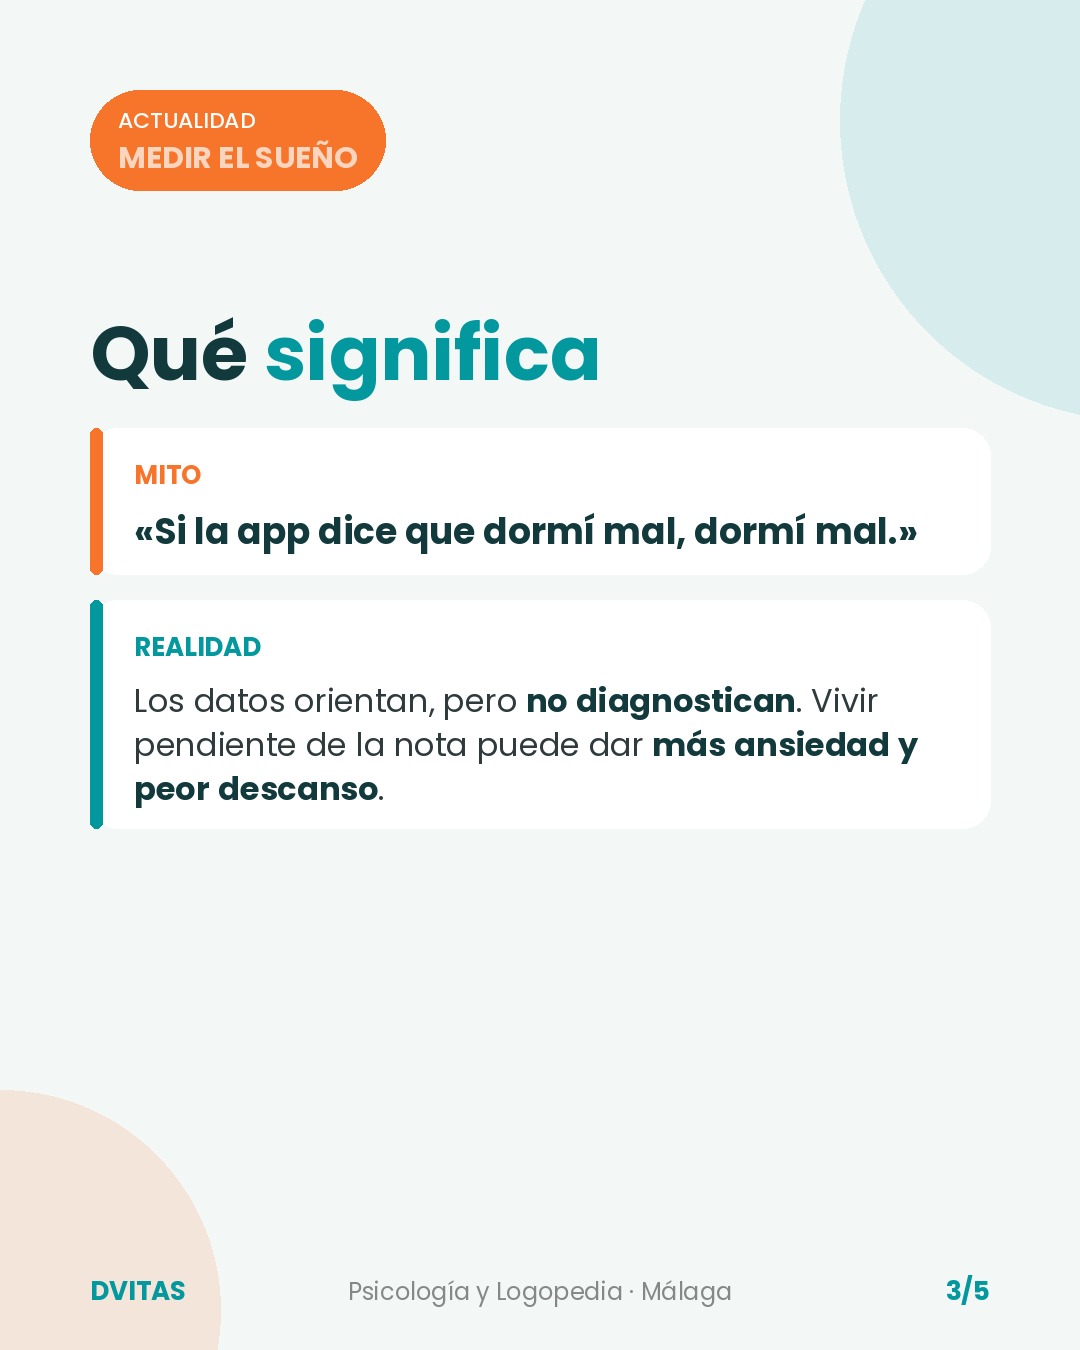 ACTUALIDAD
MEDIR EL SUEÑO
Qué significa
MITO
«Si la app dice que dormí mal, dormí mal.»
REALIDAD
Los datos orientan, pero no diagnostican. Vivir
pendiente de la nota puede dar más ansiedad y
peor descanso.
DVITAS
Psicología y Logopedia · Málaga
3/5